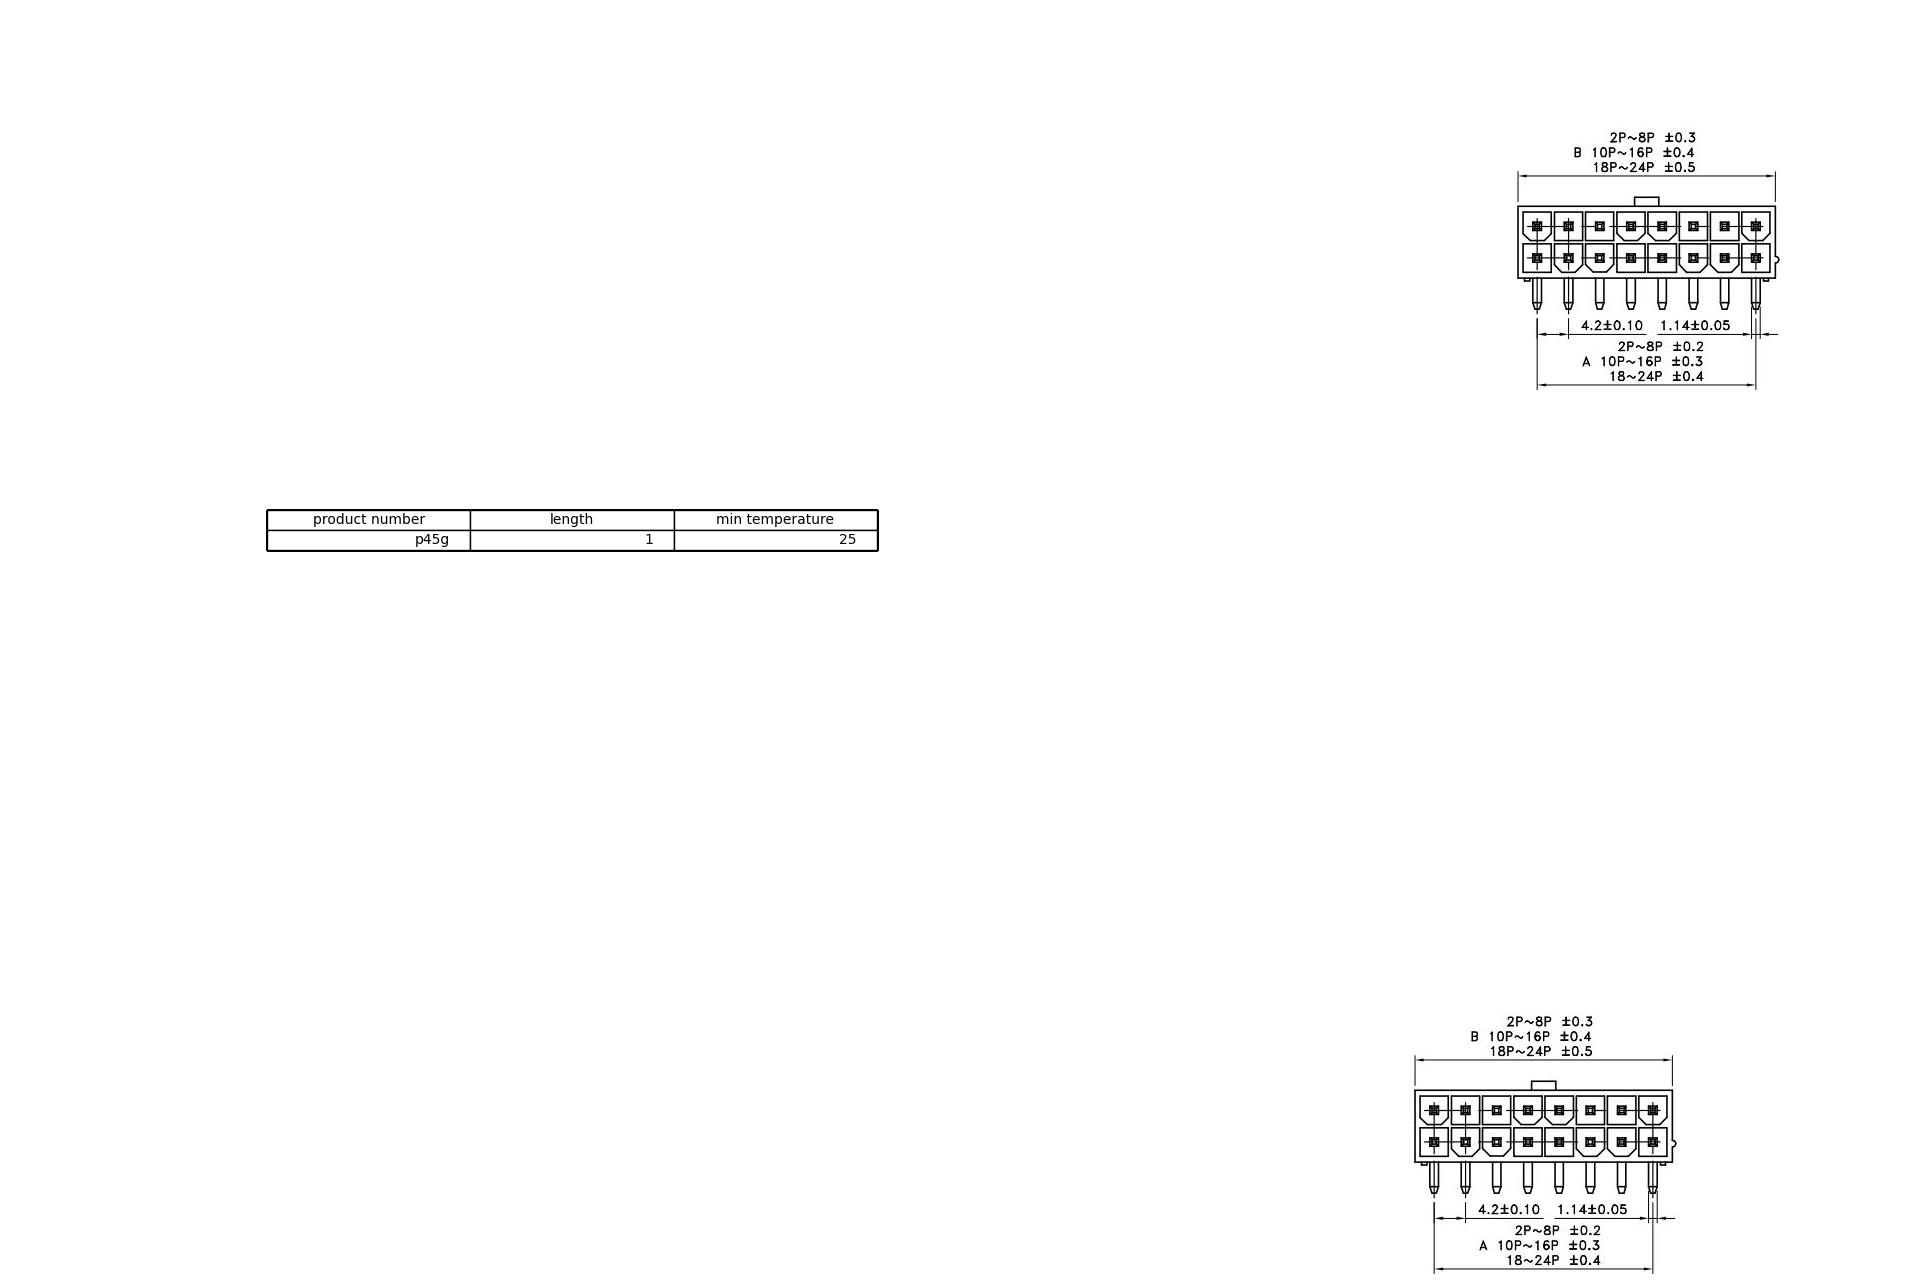 2P~8P ±0.3
B 10P~16P ±0.4
18P~24P ±0.5
4.2±0.10 1.14±0.05
2P~8P ±0.2
A 10P~16P ±0.3
18~24P ±0.4
product number length min temperature
p45g 1 25
2P~8P ±0.3
B 10P~16P ±0.4
18P~24P ±0.5
4.2±0.10 1.14±0.05
2P~8P ±0.2
A 10P~16P ±0.3
18~24P ±0.4